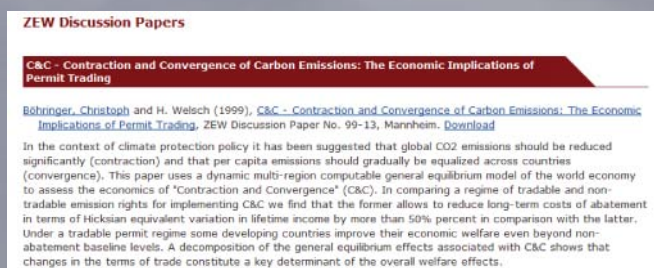 ZEW Discussion Papers
C&C - Contraction and Convergence of Carbon Emissions: The Economic Implications of
Permit Trading
Böhringer, Christoph and H. Welsch (1999), C&C - Contraction and Convergence of Carbon Emissions: The Economic
Implications of Permit Trading, ZEW Discussion Paper No. 99-13, Mannheim. Download
In the context of climate protection policy it has been suggested that global CO2 emissions should be reduced
significantly (contraction) and that per capita emissions should gradually be equalized across countries
(convergence). This paper uses a dynamic multi-region computable general equilibrium model of the world economy
to assess the economics of "Contraction and Convergence" (C&C). In comparing a regime of tradable and non-
tradable emission rights for implementing C&C we find that the former allows to reduce long-term costs of abatement
in terms of Hicksian equivalent variation in lifetime income by more than 50% percent in comparison with the latter.
Under a tradable permit regime some developing countries improve their economic welfare even beyond non-
abatement baseline levels. A decomposition of the general equilibrium effects associated with C&C shows that
changes in the terms of trade constitute a key determinant of the overall welfare effects.